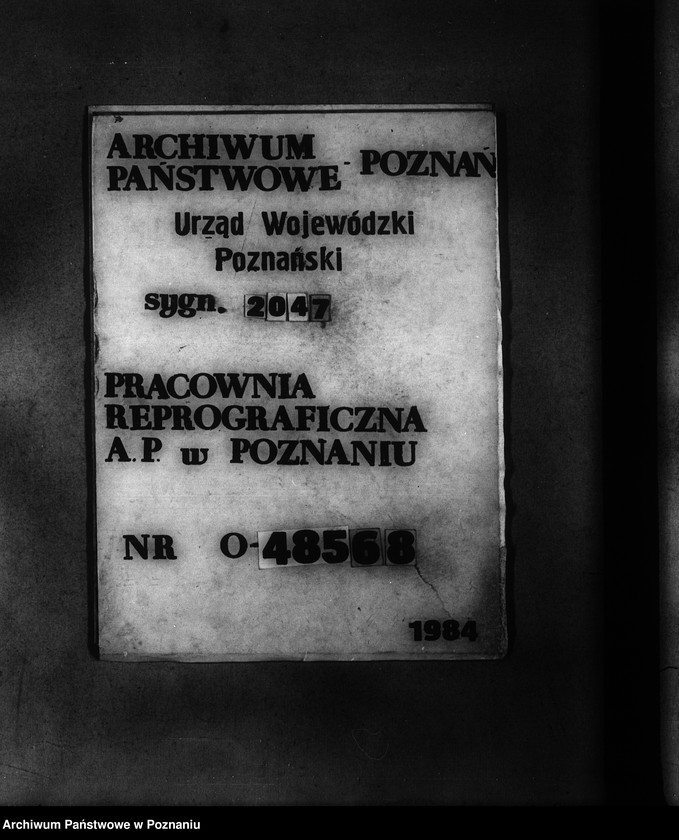 ARCHIWUM
PAŃSTWOWE - POZNAŃ
Urząd Wojewódzki
Poznański
sygn. 2047
PRACOWNIA
REPROGRAFICZNA
A.P. w POZNANIU
NR O-48568
1984
Archiwum Państwowe w Poznaniu